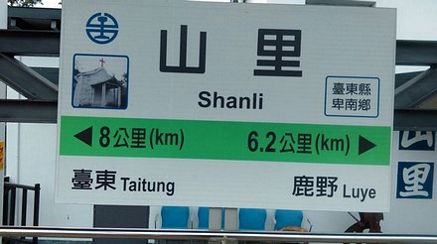 山里
Shanli
臺東縣
卑南鄉
◀ 8公里(km) 6.2公里(km) ▶
臺東 Taitung 鹿野 Luye
山
里